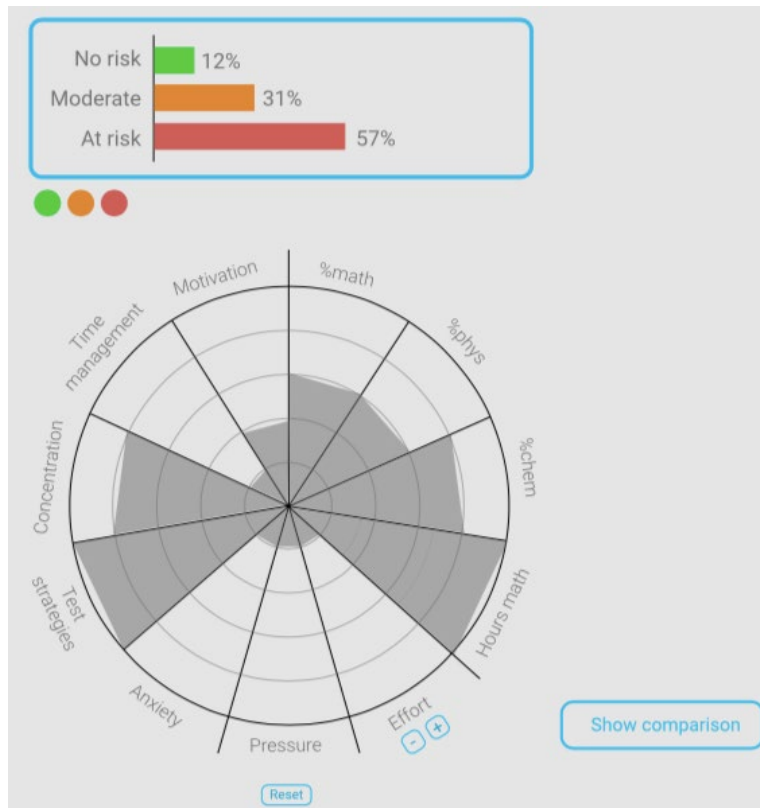 No risk 12%
Moderate 31%
At risk 57%
Motivation
%math
Time
management
%phys
Concentration
%chem
Test
strategies
Hours math
Anxiety
Effort
- +
Pressure
Show comparison
Reset